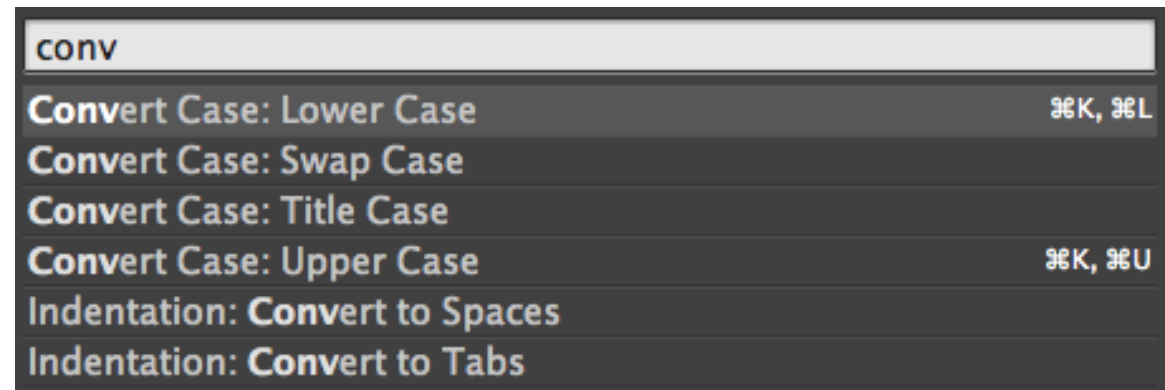 conv
Convert Case: Lower Case ⌘K, ⌘L
Convert Case: Swap Case
Convert Case: Title Case
Convert Case: Upper Case ⌘K, ⌘U
Indentation: Convert to Spaces
Indentation: Convert to Tabs